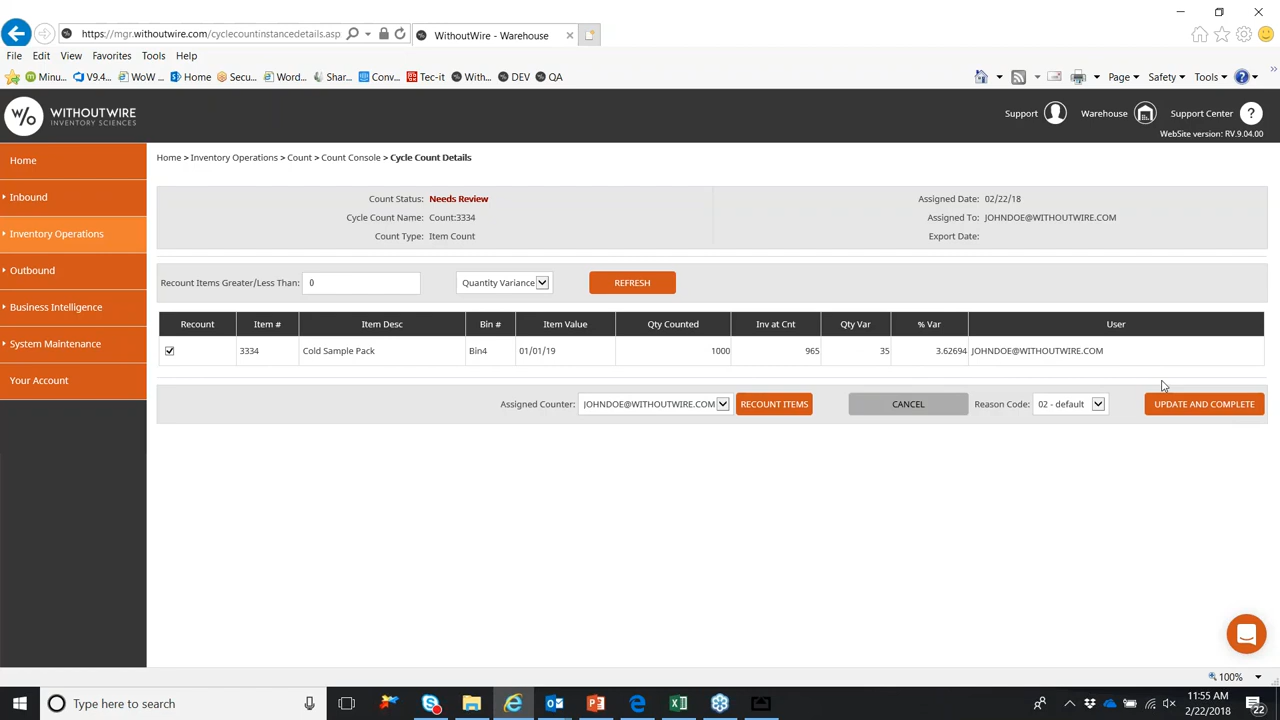 https://mgr.withoutwire.com/cyclecountinstancedetails.asp
WithoutWire - Warehouse
File Edit View Favorites Tools Help
Minu... V9.4... WoW ... Home Secu... Word... Shar... Conv... Tec-it With... DEV QA
Page Safety Tools
W/O WITHOUTWIRE
INVENTORY SCIENCES
Support Warehouse Support Center ?
WebSite version: RV.9.04.00
Home
Inbound
Inventory Operations
Outbound
Business Intelligence
System Maintenance
Your Account
Home > Inventory Operations > Count > Count Console > Cycle Count Details
Count Status: Needs Review
Cycle Count Name: Count:3334
Count Type: Item Count
Assigned Date: 02/22/18
Assigned To: JOHNDOE@WITHOUTWIRE.COM
Export Date:
Recount Items Greater/Less Than: 0 Quantity Variance REFRESH
Recount Item # Item Desc Bin # Item Value Qty Counted Inv at Cnt Qty Var % Var User
3334 Cold Sample Pack Bin4 01/01/19 1000 965 35 3.62694 JOHNDOE@WITHOUTWIRE.COM
Assigned Counter: JOHNDOE@WITHOUTWIRE.COM RECOUNT ITEMS CANCEL Reason Code: 02 - default UPDATE AND COMPLETE
100%
Type here to search
11:55 AM
2/22/2018
22